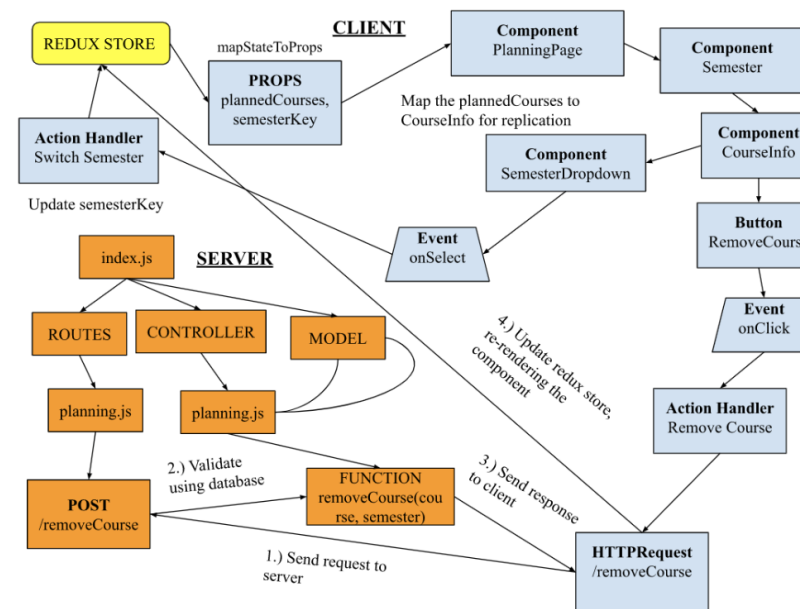 CLIENT
REDUX STORE
mapStateToProps
PROPS
plannedCourses,
semesterKey
Component
PlanningPage
Component
Semester
Map the plannedCourses to
CourseInfo for replication
Action Handler
Switch Semester
Component
SemesterDropdown
Component
CourseInfo
Update semesterKey
Event
onSelect
Button
RemoveCours
SERVER
index.js
Event
onClick
ROUTES
CONTROLLER
MODEL
4.) Update redux store,
re-rendering the
component
planning.js
planning.js
Action Handler
Remove Course
2.) Validate
using database
3.) Send response
to client
POST
/removeCourse
FUNCTION
removeCourse(cou
rse, semester)
1.) Send request to
server
HTTPRequest
/removeCourse